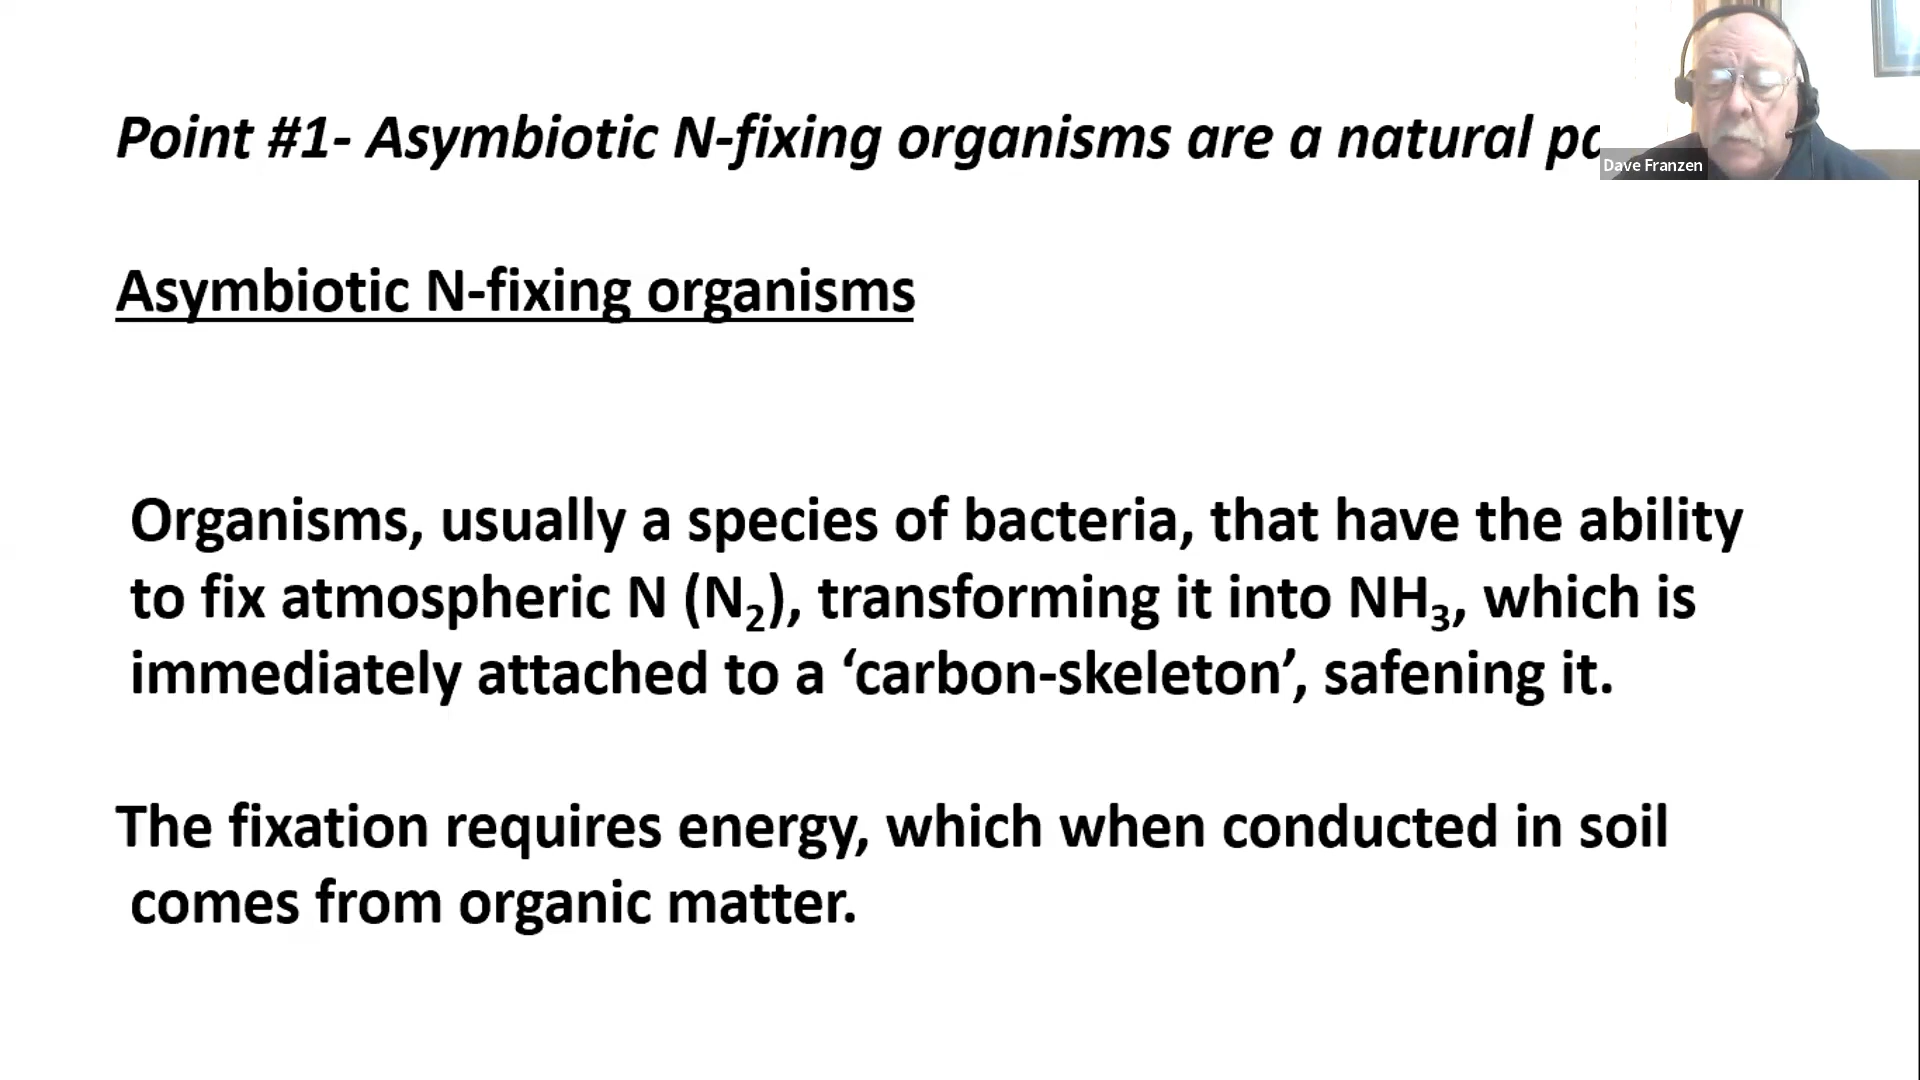 Point #1- Asymbiotic N-fixing organisms are a natural
Dave Franzen
Asymbiotic N-fixing organisms
Organisms, usually a species of bacteria, that have the ability
to fix atmospheric N (N₂), transforming it into NH₃, which is
immediately attached to a ‘carbon-skeleton’, safening it.
The fixation requires energy, which when conducted in soil
comes from organic matter.